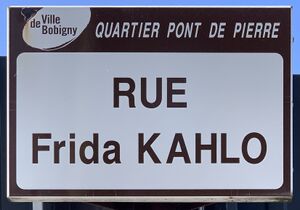 de Ville
Bobigny
QUARTIER PONT DE PIERRE
RUE
Frida KAHLO